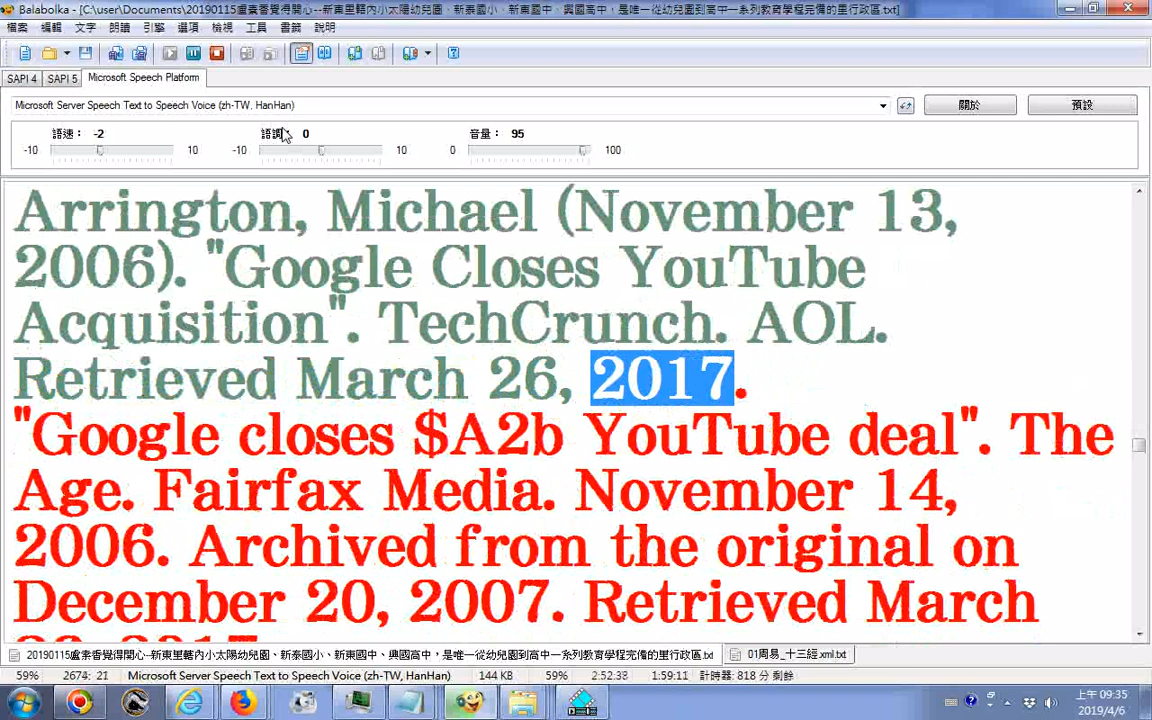 Balabolka - [C:\user\Documents\20190115盧素香覺得開心--新東里轄內小太陽幼兒園、新泰國小、新東國中、興國高中，是唯一從幼兒園到高中一系列教育學程完備的里行政區.txt]
檔案 編輯 文字 朗讀 引擎 選項 檢視 工具 書籤 說明
SAPI 4 SAPI 5 Microsoft Speech Platform
Microsoft Server Speech Text to Speech Voice (zh-TW, HanHan) 關於 預設
語速： -2 語調： 0 音量： 95
-10 10 -10 10 0 100
Arrington, Michael (November 13,
2006). "Google Closes YouTube
Acquisition". TechCrunch. AOL.
Retrieved March 26, 2017.
"Google closes $A2b YouTube deal". The
Age. Fairfax Media. November 14,
2006. Archived from the original on
December 20, 2007. Retrieved March
26, 2017.
20190115盧素香覺得開心--新東里轄內小太陽幼兒園、新泰國小、新東國中、興國高中，是唯一從幼兒園到高中一系列教育學程完備的里行政區.txt 01周易_十三經.xml.txt
59% 2674: 21 Microsoft Server Speech Text to Speech Voice (zh-TW, HanHan) 144 KB 59% 2:52:38 1:59:11 計時器: 818 分 剩餘
上午 09:35
2019/4/6